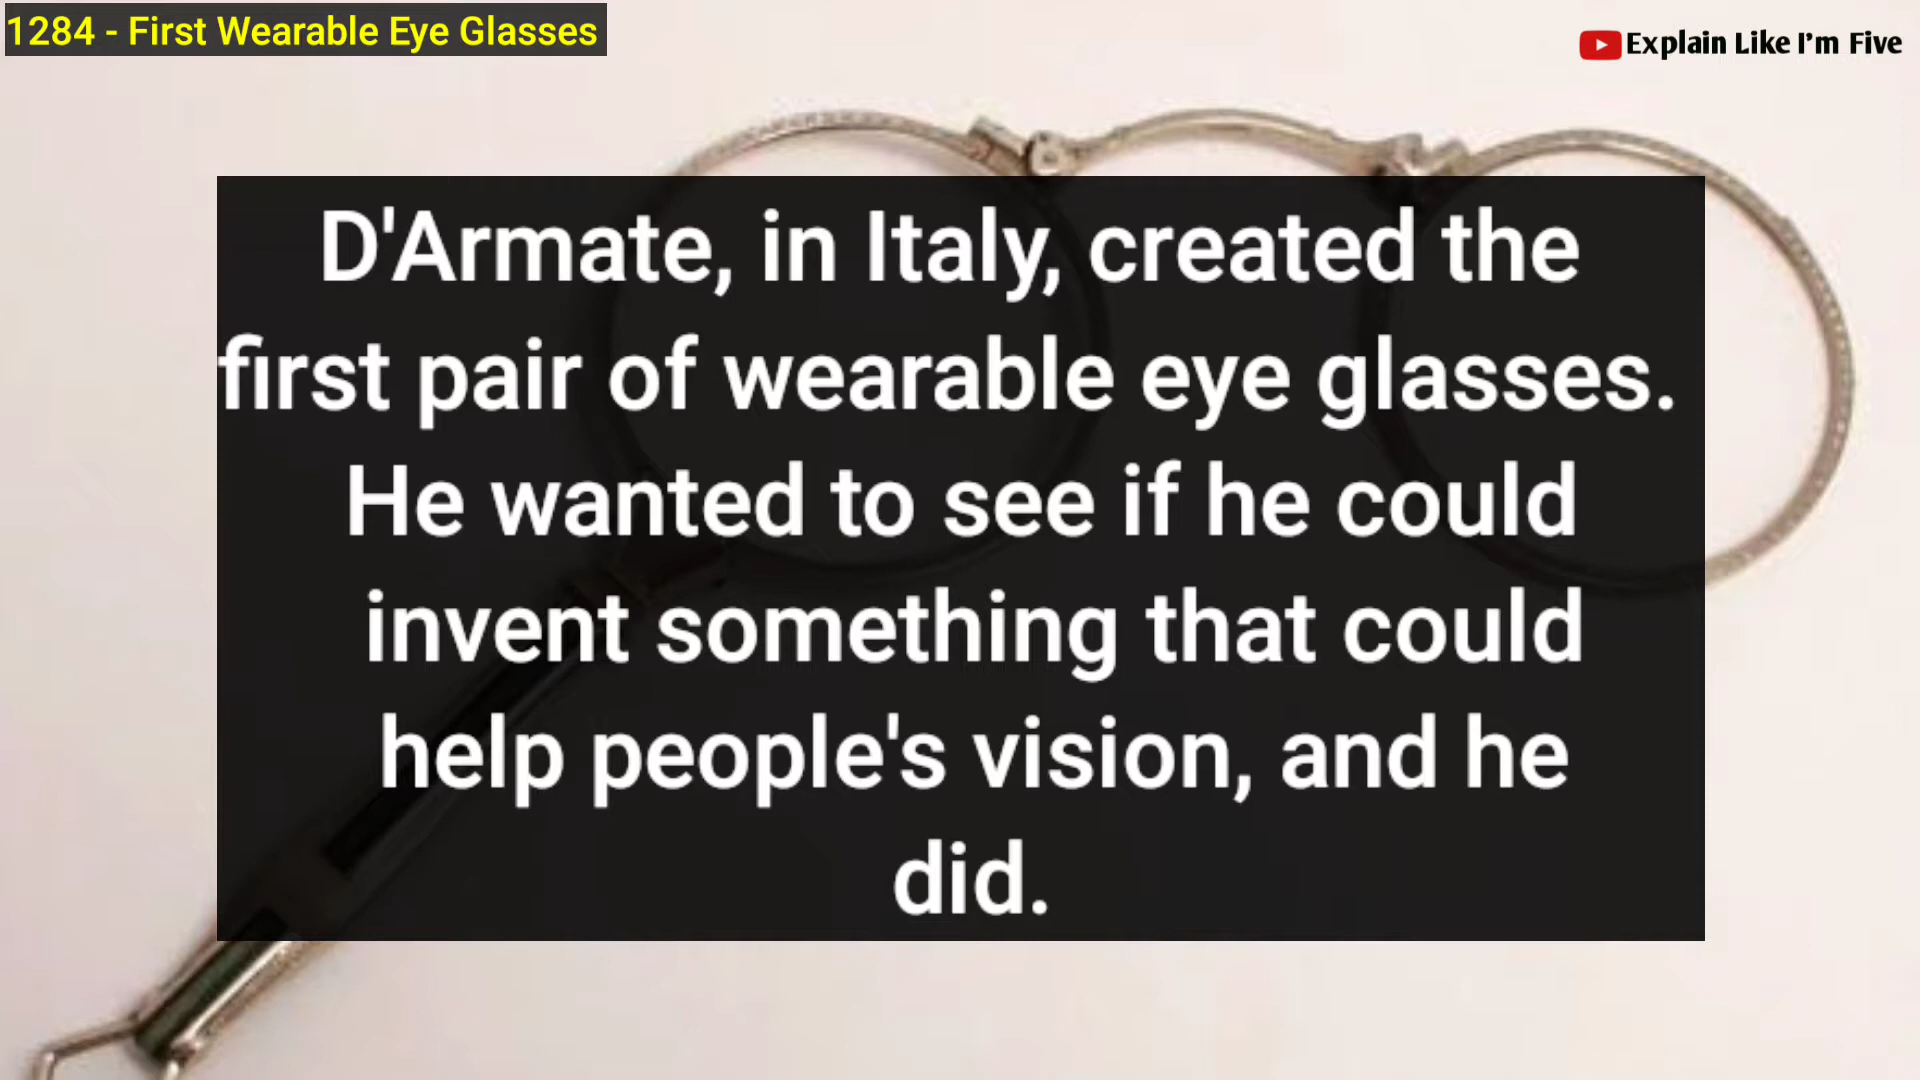 1284 - First Wearable Eye Glasses
Explain Like I'm Five
D'Armate, in Italy, created the
first pair of wearable eye glasses.
He wanted to see if he could
invent something that could
help people's vision, and he
did.